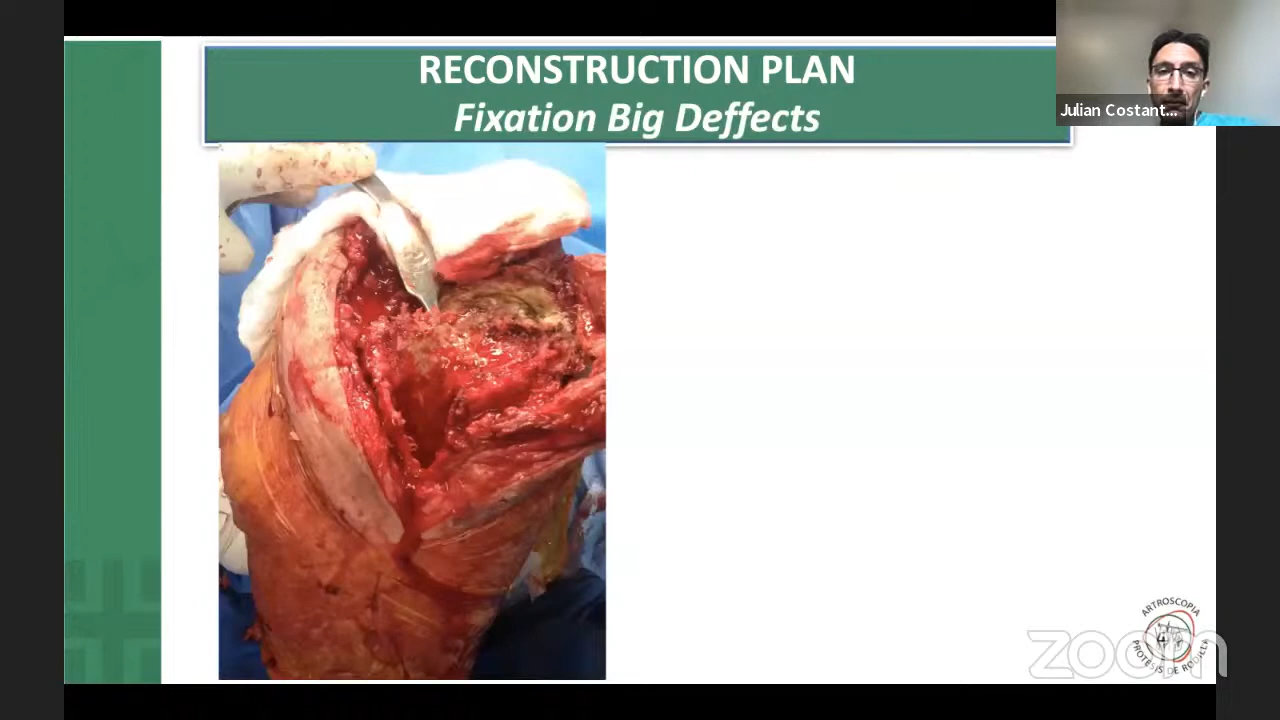 RECONSTRUCTION PLAN
Fixation Big Deffects
Julian Costant...
ARTROSCOPIA
PROTESIS DE RODILLA
zoom